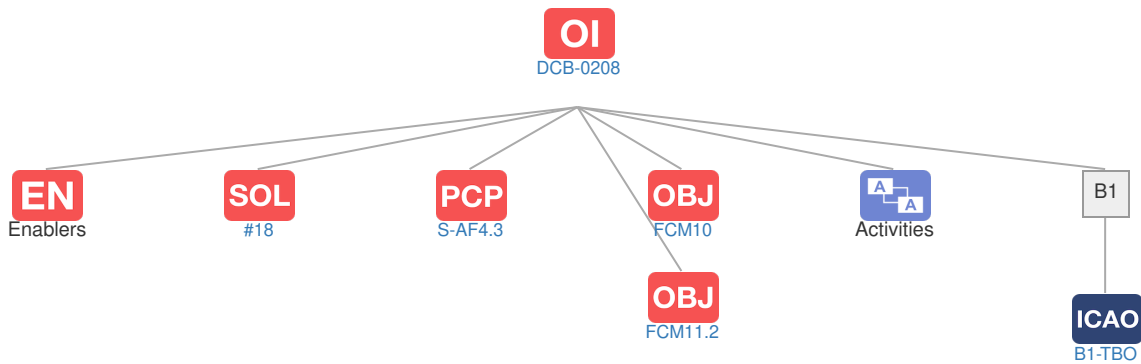 OI
DCB-0208
EN
Enablers
SOL
#18
PCP
S-AF4.3
OBJ
FCM10
A
A
Activities
B1
OBJ
FCM11.2
ICAO
B1-TBO